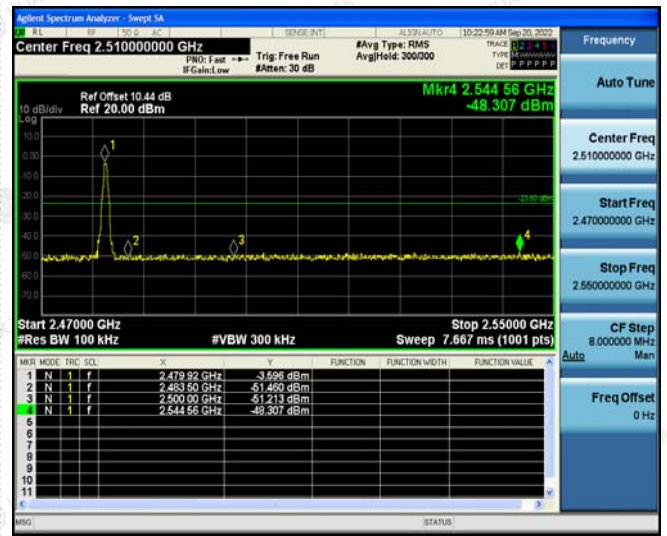 Agilent Spectrum Analyzer - Swept SA
RL RF 50 Ω AC SENSE:INT ALIGN AUTO 10:22:59 AM Sep 20, 2022
Center Freq 2.510000000 GHz
PNO: Fast Trig: Free Run
IFGain:Low #Atten: 30 dB
#Avg Type: RMS
Avg|Hold: 300/300
TRACE 1 2 3 4 5 6
TYPE
DET P P P P P P
Frequency
Auto Tune
Center Freq
2.510000000 GHz
Start Freq
2.470000000 GHz
Stop Freq
2.550000000 GHz
CF Step
8.000000 MHz
Auto Man
Freq Offset
0 Hz
Ref Offset 10.44 dB
10 dB/div Ref 20.00 dBm
Log
Mkr4 2.544 56 GHz
-48.307 dBm
10.0
0.00
-10.0
-20.0
-30.0
-40.0
-50.0
-60.0
-70.0
1
2
3
4
Start 2.47000 GHz Stop 2.55000 GHz
#Res BW 100 kHz #VBW 300 kHz Sweep 7.667 ms (1001 pts)
MKR MODE TRC SCL X Y FUNCTION FUNCTION WIDTH FUNCTION VALUE
1 N 1 f 2.479 92 GHz -3.596 dBm
2 N 1 f 2.483 50 GHz -51.460 dBm
3 N 1 f 2.500 00 GHz -51.213 dBm
4 N 1 f 2.544 56 GHz -48.307 dBm
5
6
7
8
9
10
11
MSG STATUS